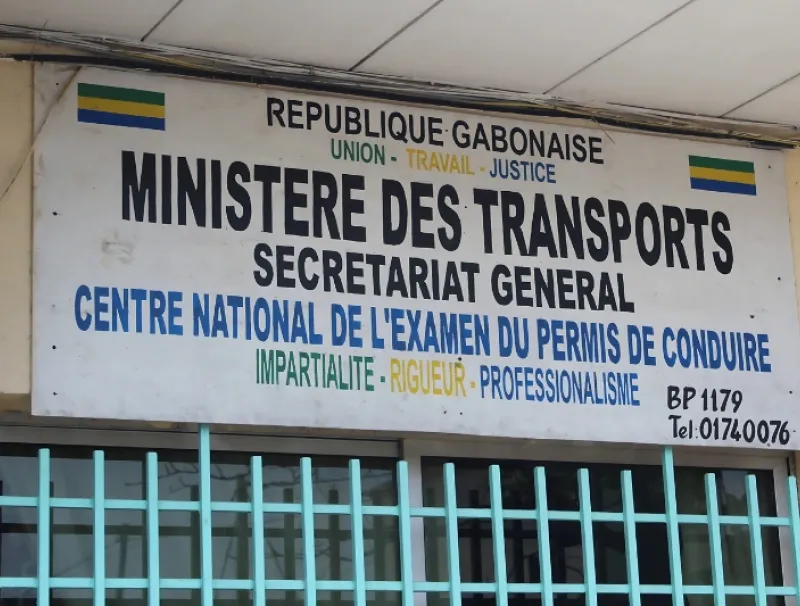 REPUBLIQUE GABONAISE
UNION - TRAVAIL - JUSTICE
MINISTERE DES TRANSPORTS
SECRETARIAT GENERAL
CENTRE NATIONAL DE L'EXAMEN DU PERMIS DE CONDUIRE
IMPARTIALITE - RIGUEUR - PROFESSIONALISME
BP 1179
Tel: 01740076